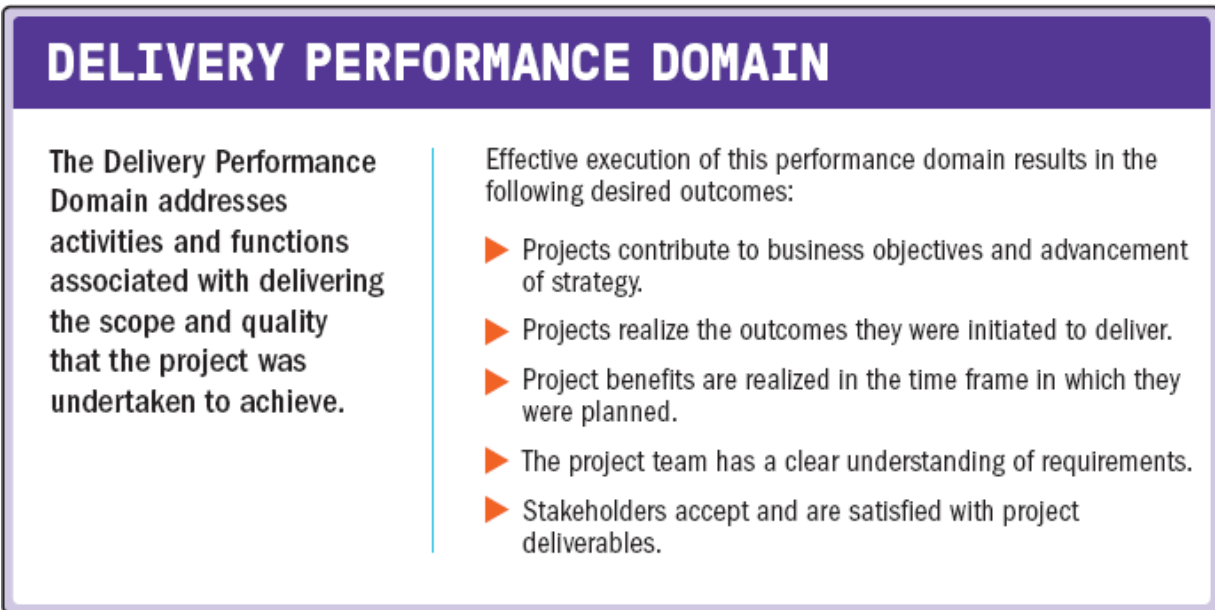 DELIVERY PERFORMANCE DOMAIN
The Delivery Performance
Domain addresses
activities and functions
associated with delivering
the scope and quality
that the project was
undertaken to achieve.
Effective execution of this performance domain results in the
following desired outcomes:
Projects contribute to business objectives and advancement
of strategy.
Projects realize the outcomes they were initiated to deliver.
Project benefits are realized in the time frame in which they
were planned.
The project team has a clear understanding of requirements.
Stakeholders accept and are satisfied with project
deliverables.